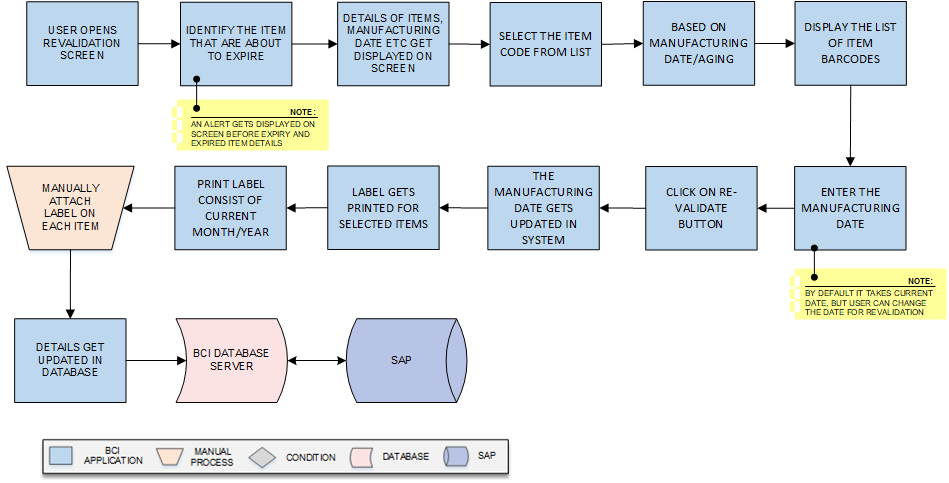 USER OPENS
REVALIDATION
SCREEN
IDENTIFY THE ITEM
THAT ARE ABOUT
TO EXPIRE
DETAILS OF ITEMS,
MANUFACTURING
DATE ETC GET
DISPLAYED ON
SCREEN
SELECT THE ITEM
CODE FROM LIST
BASED ON
MANUFACTURING
DATE/AGING
DISPLAY THE LIST
OF ITEM
BARCODES
NOTE:
AN ALERT GETS DISPLAYED ON
SCREEN BEFORE EXPIRY AND
EXPIRED ITEM DETAILS
MANUALLY
ATTACH
LABEL ON
EACH ITEM
PRINT LABEL
CONSIST OF
CURRENT
MONTH/YEAR
LABEL GETS
PRINTED FOR
SELECTED ITEMS
THE
MANUFACTURING
DATE GETS
UPDATED IN
SYSTEM
CLICK ON RE-
VALIDATE
BUTTON
ENTER THE
MANUFACTURING
DATE
NOTE:
BY DEFAULT IT TAKES CURRENT
DATE, BUT USER CAN CHANGE
THE DATE FOR REVALIDATION
DETAILS GET
UPDATED IN
DATABASE
BCI DATABASE
SERVER
SAP
BCI
APPLICATION
MANUAL
PROCESS
CONDITION
DATABASE
SAP